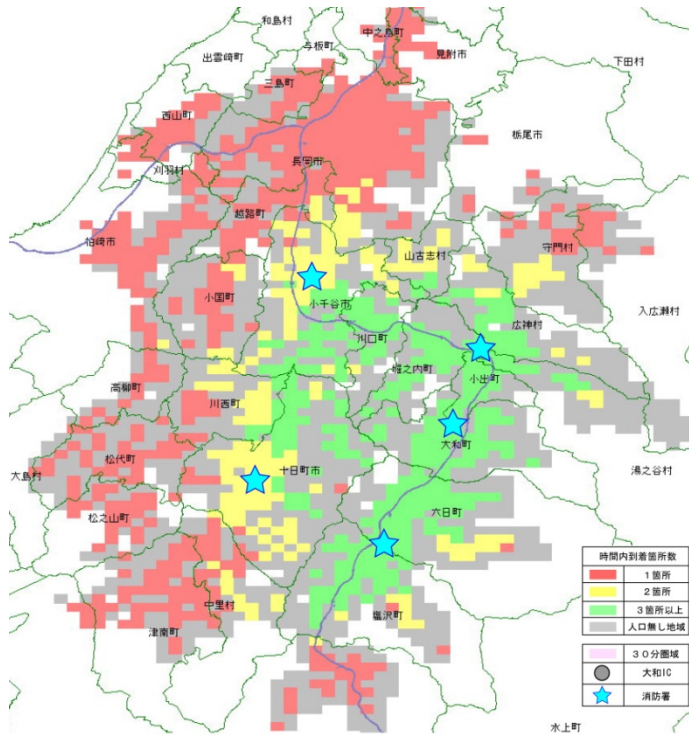 和島村
中之島町
与板町
見附市
出雲崎町
下田村
三島町
西山町
栃尾市
長岡市
刈羽村
越路町
柏崎市
山古志村
守門村
小国町
小千谷市
入広瀬村
広神村
川口町
堀之内町
小出町
高柳町
川西町
大和町
松代町
十日町市
大島村
湯之谷村
六日町
松之山町
中里村
塩沢町
津南町
水上町
時間内到着箇所数
1箇所
2箇所
3箇所以上
人口無し地域
30分圏域
大和IC
消防署